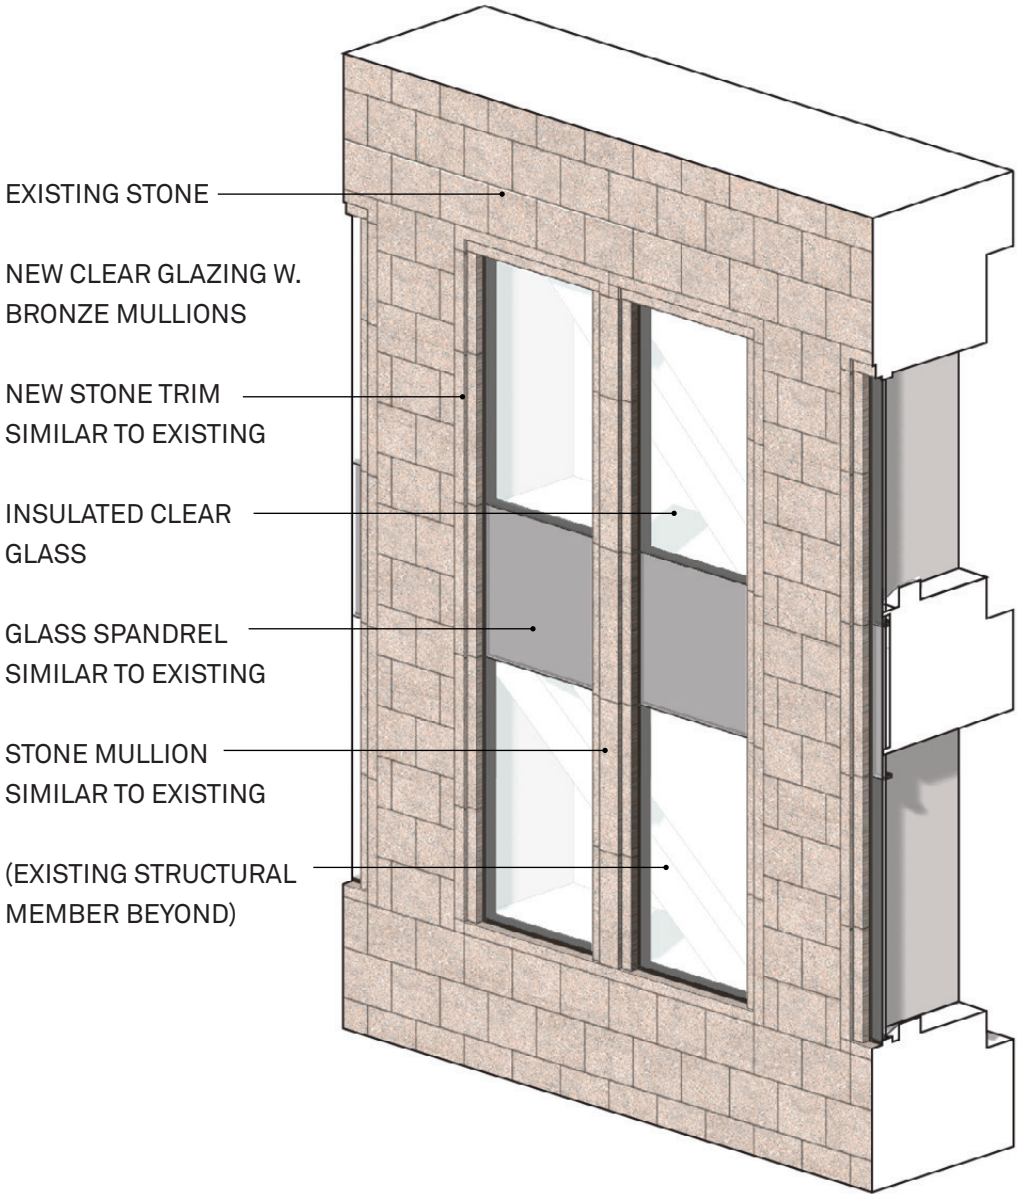 EXISTING STONE
NEW CLEAR GLAZING W.
BRONZE MULLIONS
NEW STONE TRIM
SIMILAR TO EXISTING
INSULATED CLEAR
GLASS
GLASS SPANDREL
SIMILAR TO EXISTING
STONE MULLION
SIMILAR TO EXISTING
(EXISTING STRUCTURAL
MEMBER BEYOND)